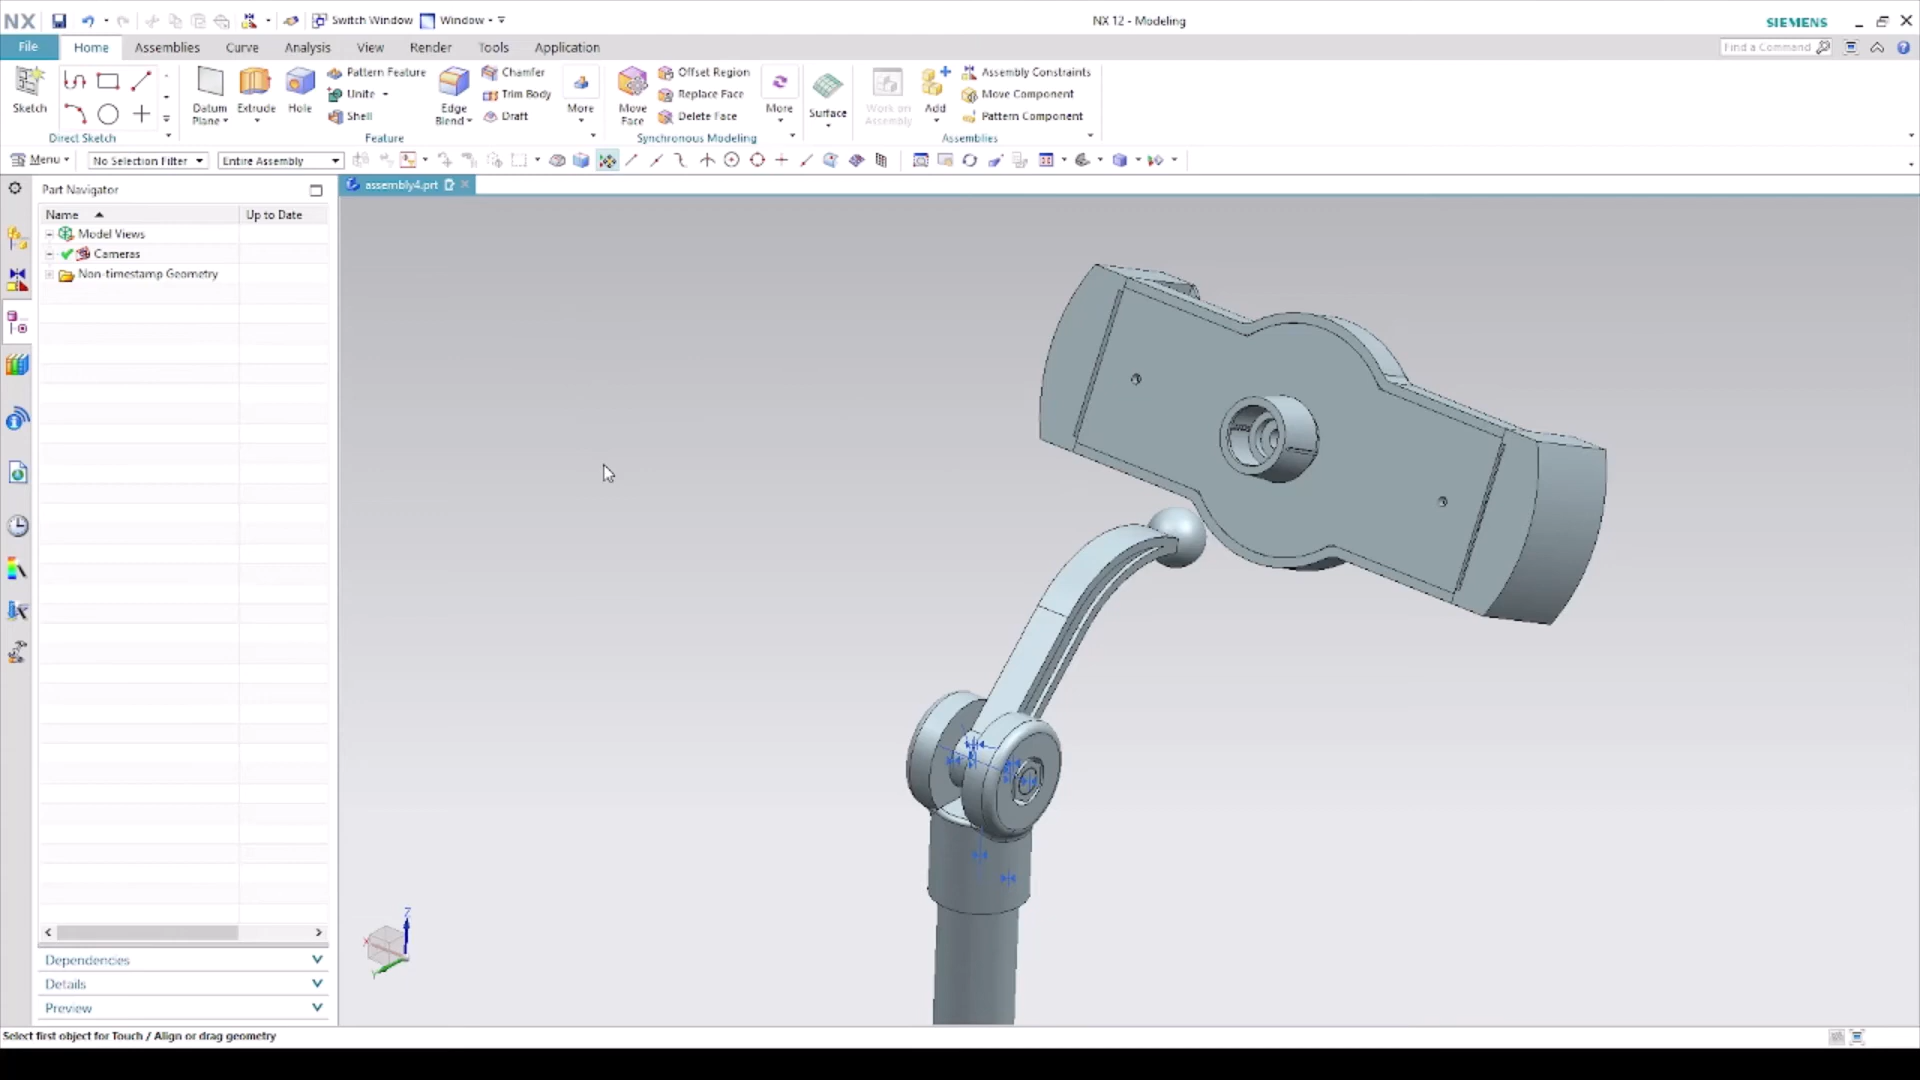 NX Switch Window Window NX 12 - Modeling SIEMENS
File Home Assemblies Curve Analysis View Render Tools Application Find a Command
Sketch Datum Plane Extrude Hole Pattern Feature Unite Shell Edge Blend Chamfer Trim Body Draft More Move Face Offset Region Replace Face Delete Face More Surface Work on Assembly Add Assembly Constraints Move Component Pattern Component
Direct Sketch Feature Synchronous Modeling Assemblies
Menu No Selection Filter Entire Assembly
Part Navigator assembly4.prt
Name Up to Date
Model Views
Cameras
Non-timestamp Geometry
Z
X
Y
Dependencies
Details
Preview
Select first object for Touch / Align or drag geometry